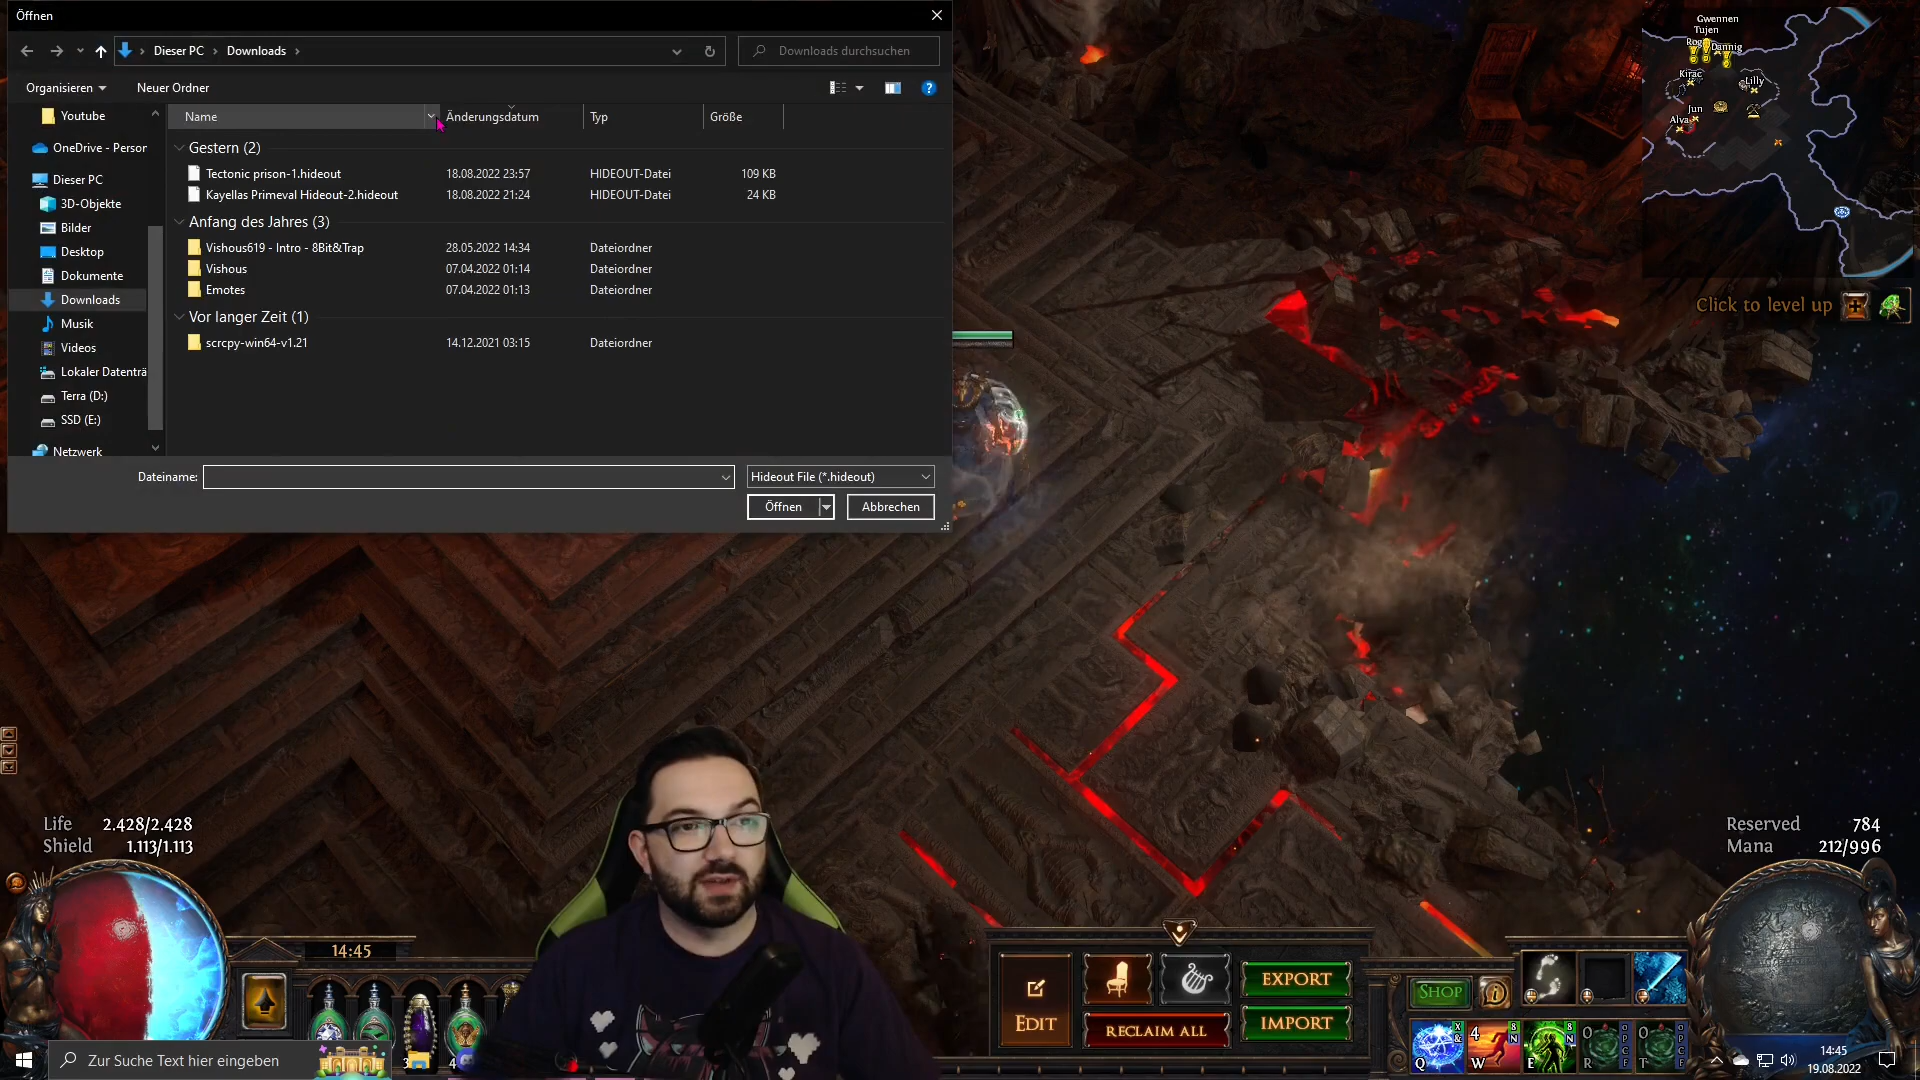 Öffnen
Dieser PC
Downloads
Downloads durchsuchen
Organisieren
Neuer Ordner
Name
Änderungsdatum
Typ
Größe
Youtube
OneDrive - Person
Dieser PC
3D-Objekte
Bilder
Desktop
Dokumente
Downloads
Musik
Videos
Lokaler Datenträ
Terra (D:)
SSD (E:)
Netzwerk
Gestern (2)
Tectonic prison-1.hideout 18.08.2022 23:57 HIDEOUT-Datei 109 KB
Kayellas Primeval Hideout-2.hideout 18.08.2022 21:24 HIDEOUT-Datei 24 KB
Anfang des Jahres (3)
Vishous619 - Intro - 8Bit&Trap 28.05.2022 14:34 Dateiordner
Vishous 07.04.2022 01:14 Dateiordner
Emotes 07.04.2022 01:13 Dateiordner
Vor langer Zeit (1)
scrcpy-win64-v1.21 14.12.2021 03:15 Dateiordner
Dateiname:
Hideout File (*.hideout)
Öffnen
Abbrechen
Gwennen
Tujen
Rog
Dannig
Kirac
Lilly
Jun
Alva
Click to level up
Life 2.428/2.428
Shield 1.113/1.113
Reserved 784
Mana 212/996
14:45
EDIT
RECLAIM ALL
EXPORT
IMPORT
SHOP
Q
4
W
E
R
T
3
4
Zur Suche Text hier eingeben
14:45
19.08.2022